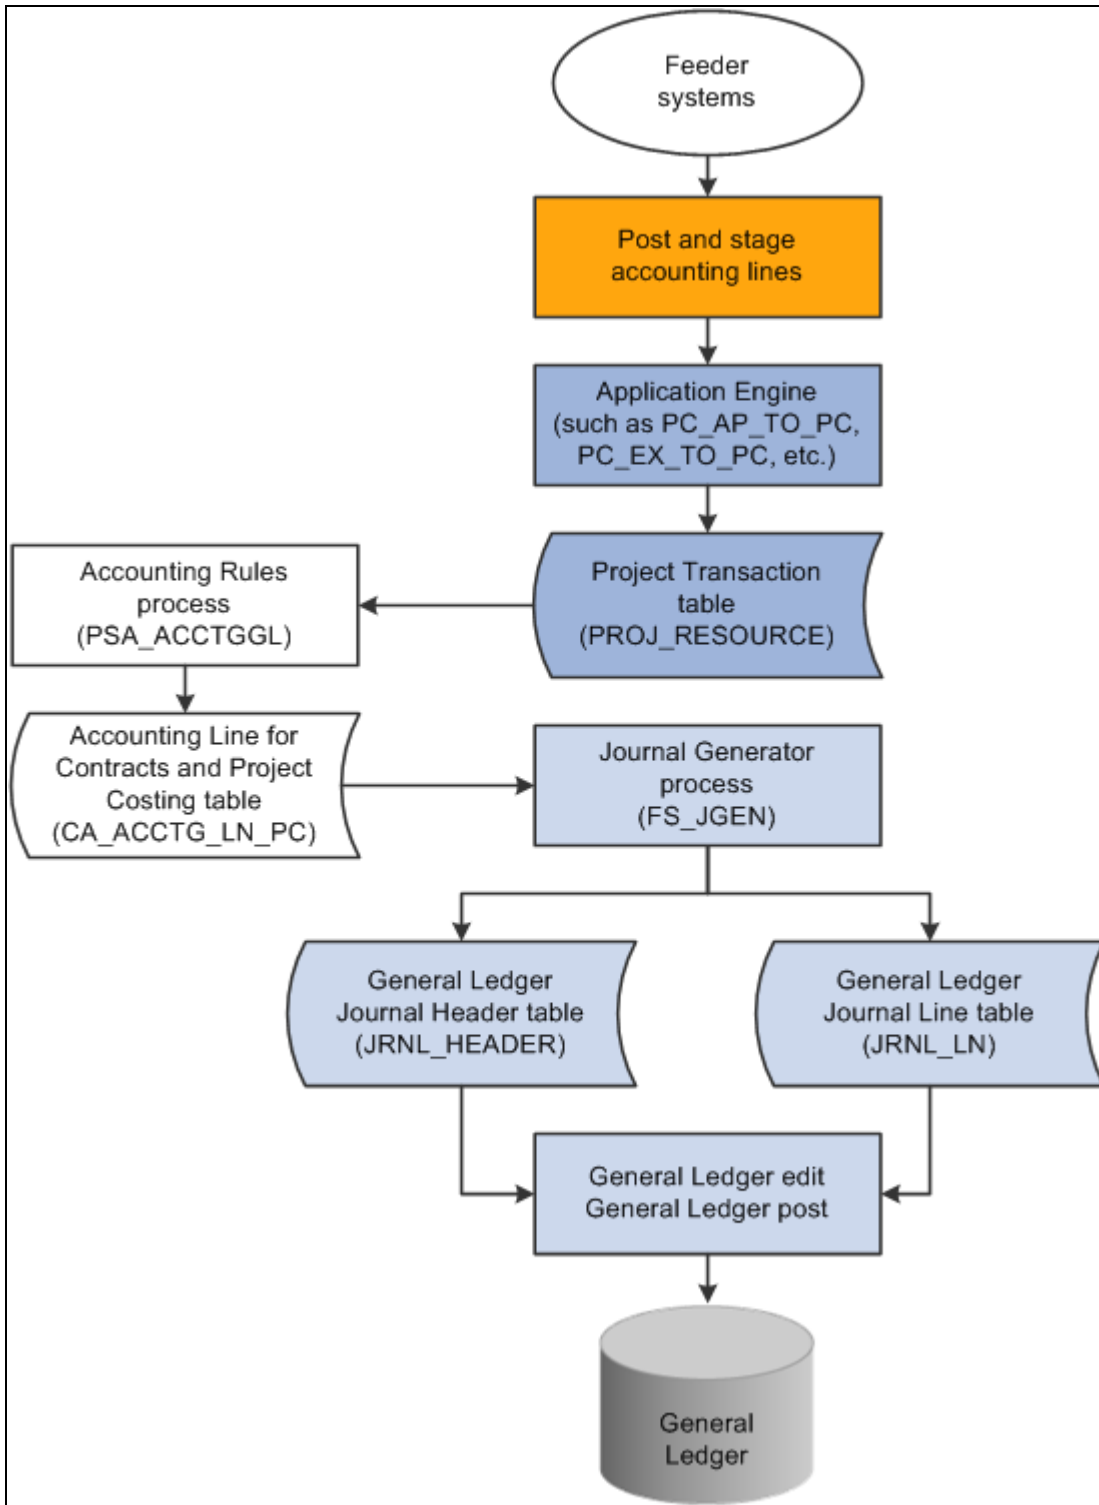 Feeder
systems
Post and stage
accounting lines
Application Engine
(such as PC_AP_TO_PC,
PC_EX_TO_PC, etc.)
Project Transaction
table
(PROJ_RESOURCE)
Accounting Rules
process
(PSA_ACCTGGL)
Accounting Line for
Contracts and Project
Costing table
(CA_ACCTG_LN_PC)
Journal Generator
process
(FS_JGEN)
General Ledger
Journal Header table
(JRNL_HEADER)
General Ledger
Journal Line table
(JRNL_LN)
General Ledger edit
General Ledger post
General
Ledger